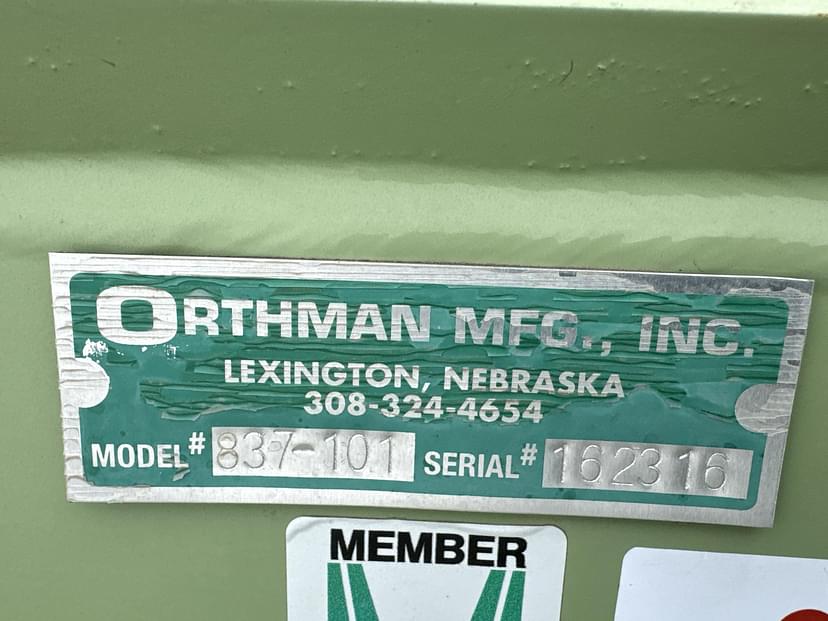 ORTHMAN MFG., INC.
LEXINGTON, NEBRASKA
308-324-4654
MODEL# 837-101 SERIAL# 162316
MEMBER